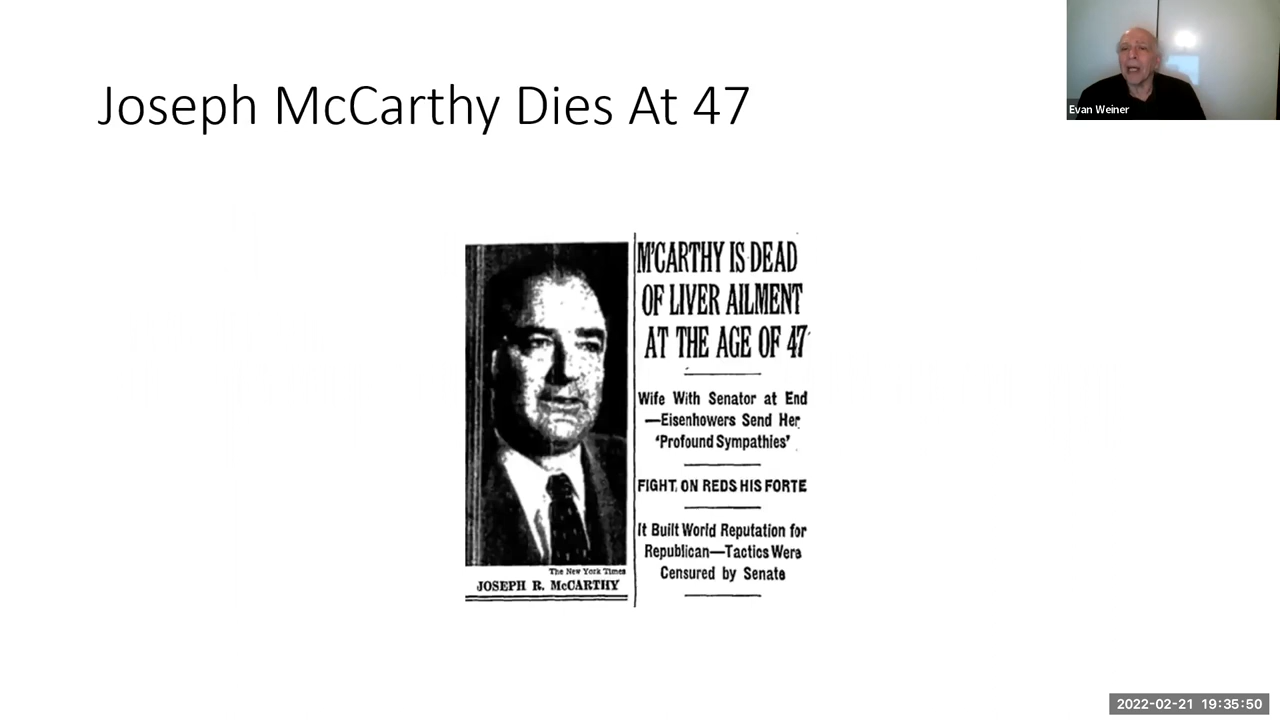 Joseph McCarthy Dies At 47
Evan Weiner
M'CARTHY IS DEAD
OF LIVER AILMENT
AT THE AGE OF 47
Wife With Senator at End
—Eisenhowers Send Her
'Profound Sympathies'
FIGHT ON REDS HIS FORTE
It Built World Reputation for
Republican—Tactics Were
Censured by Senate
The New York Times
JOSEPH R. McCARTHY
2022-02-21 19:35:50